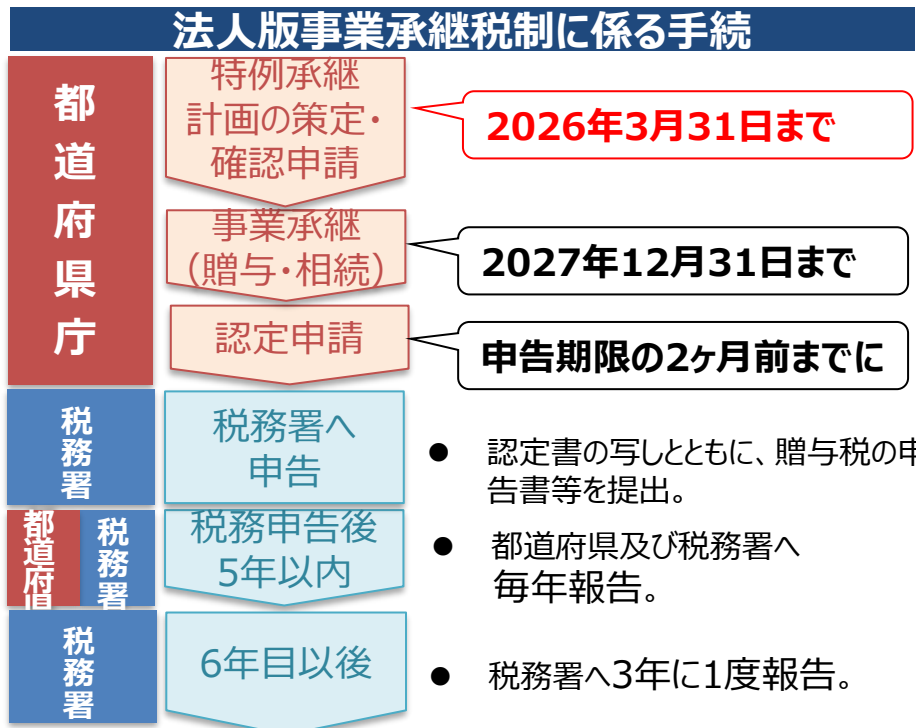 法人版事業承継税制に係る手続
都道府県庁
特例承継
計画の策定・
確認申請
2026年3月31日まで
事業承継
（贈与・相続）
2027年12月31日まで
認定申請
申告期限の2ヶ月前までに
税務署
税務署へ
申告
● 認定書の写しとともに、贈与税の申
告書等を提出。
都道府県
税務署
税務申告後
5年以内
● 都道府県及び税務署へ
毎年報告。
税務署
6年目以後
● 税務署へ3年に1度報告。